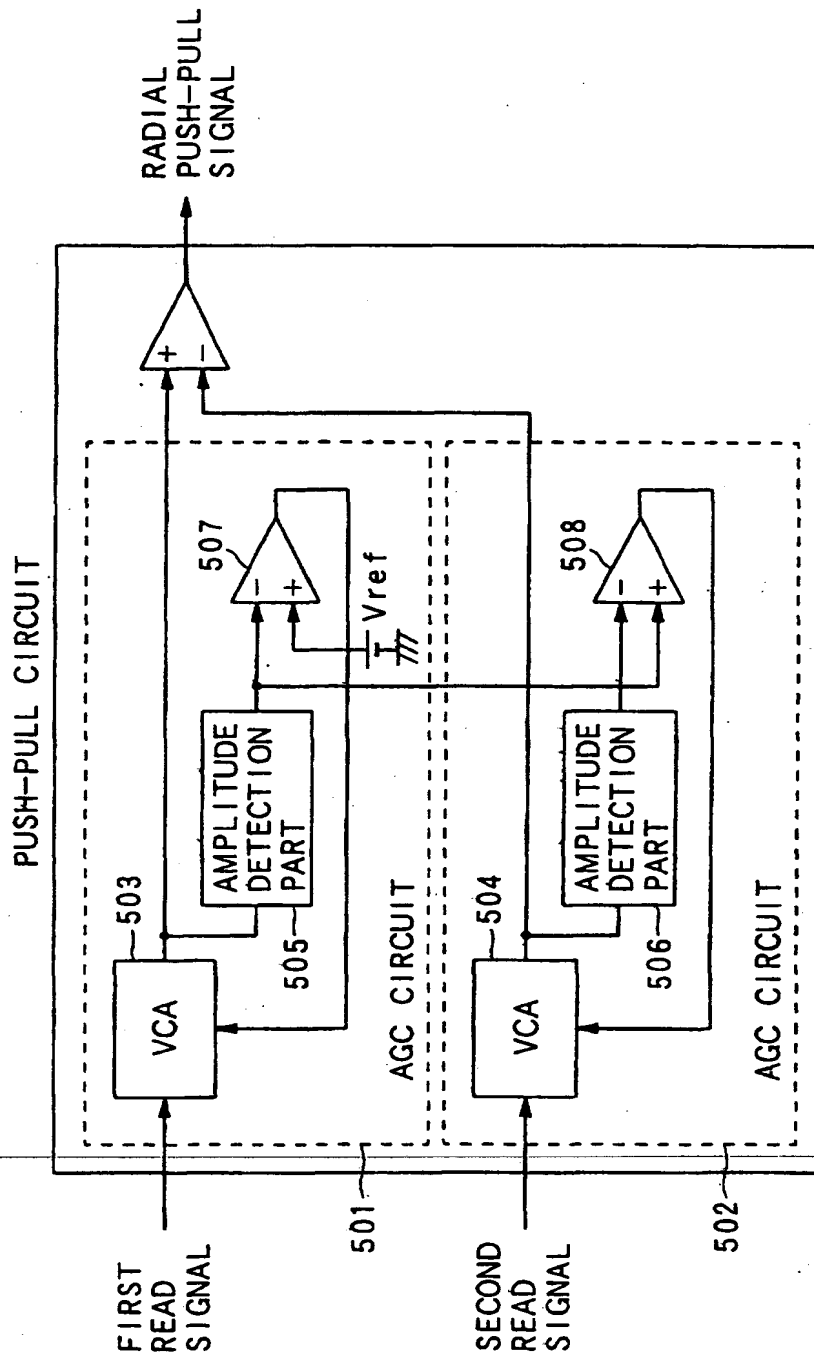 PUSH-PULL CIRCUIT
RADIAL
PUSH-PULL
SIGNAL
FIRST
READ
SIGNAL
501
VCA
503
AMPLITUDE
DETECTION
PART
505
507
-
+
Vref
AGC CIRCUIT
+
-
SECOND
READ
SIGNAL
502
VCA
504
AMPLITUDE
DETECTION
PART
506
508
-
+
AGC CIRCUIT